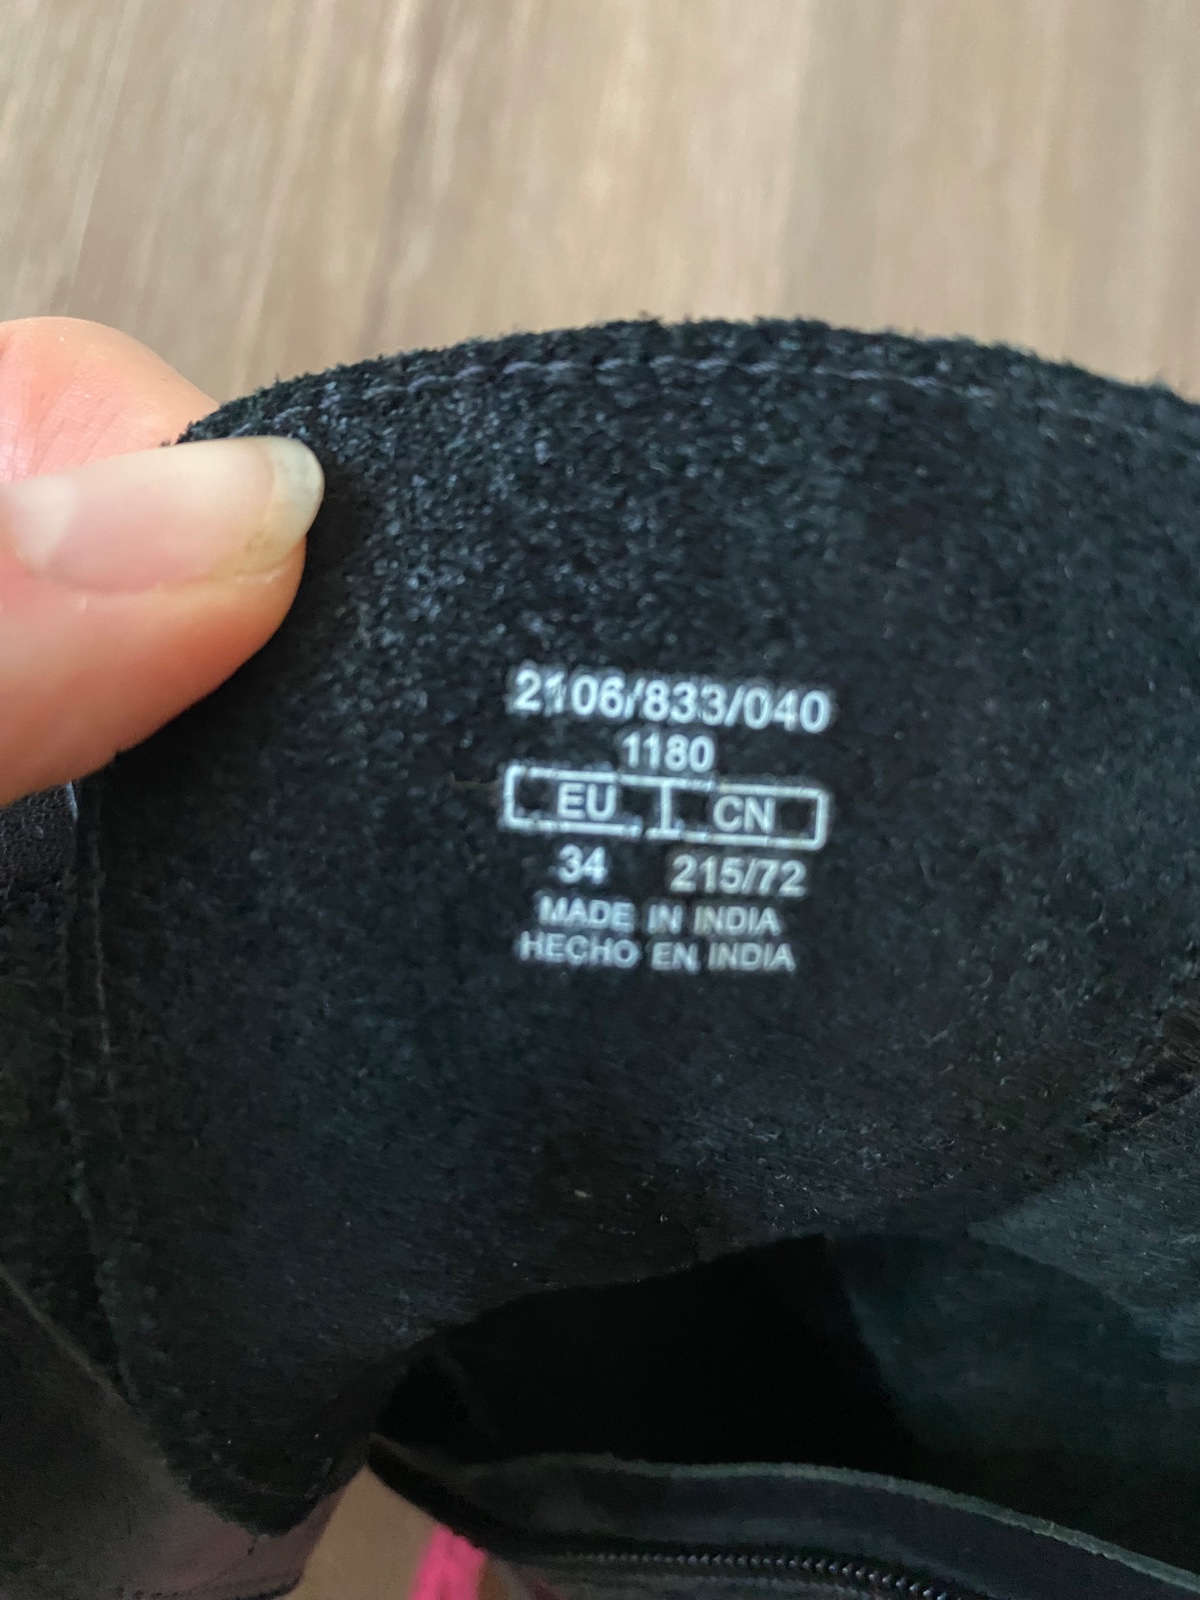 2106/833/040
1180
EU CN
34 215/72
MADE IN INDIA
HECHO EN INDIA